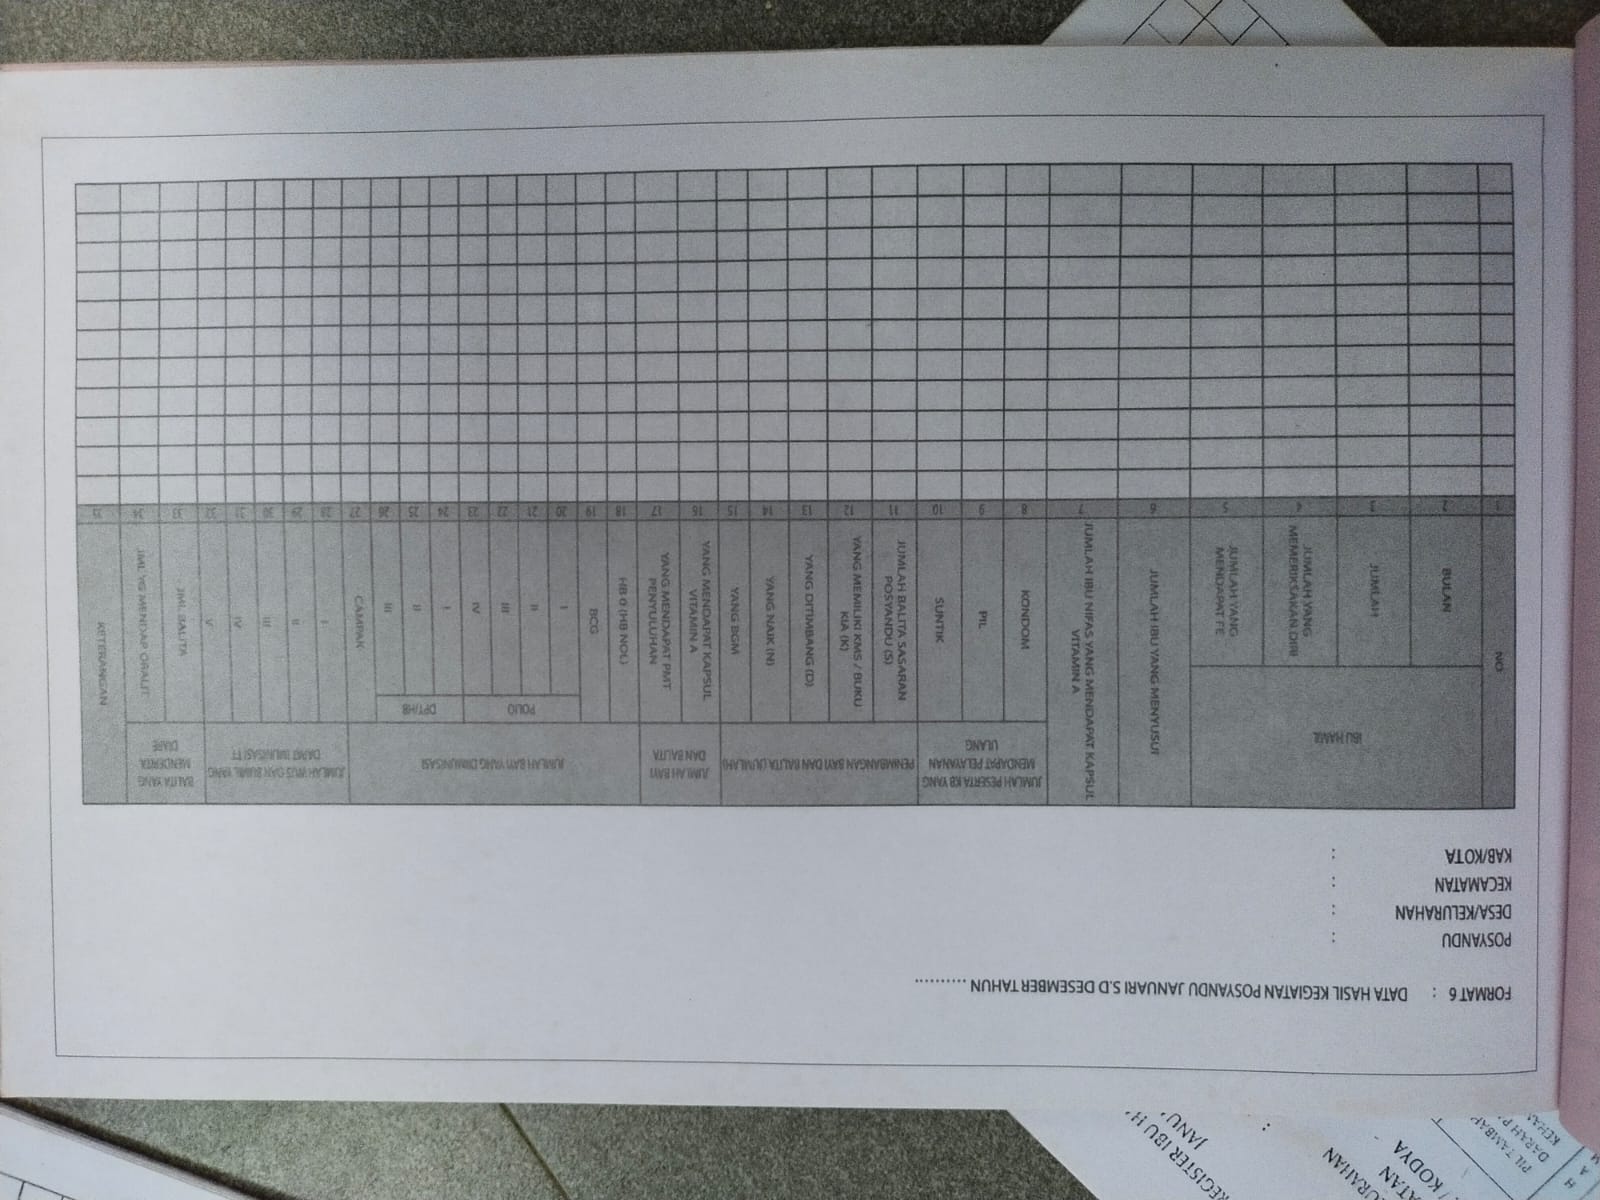 FORMAT 6 : DATA HASIL KEGIATAN POSYANDU JANUARI S.D DESEMBER TAHUN ..........
POSYANDU :
DESA/KELURAHAN :
KECAMATAN :
KAB/KOTA :
NO
BULAN
IBU HAMIL
JUMLAH
JUMLAH YANG
MEMERIKSAKAN DIRI
JUMLAH YANG
MENDAPAT FE
JUMLAH IBU YANG MENYUSUI
JUMLAH IBU NIFAS YANG MENDAPAT KAPSUL
VITAMIN A
JUMLAH PESERTA KB YANG
MENDAPAT PELAYANAN
ULANG
KONDOM
PIL
SUNTIK
PENIMBANGAN BAYI DAN BALITA (JUMLAH)
JUMLAH BALITA SASARAN
POSYANDU (S)
YANG MEMILIKI KMS / BUKU
KIA (K)
YANG DITIMBANG (D)
YANG NAIK (N)
YANG BGM
JUMLAH BAYI
DAN BALITA
YANG MENDAPAT KAPSUL
VITAMIN A
YANG MENDAPAT PMT
PENYULUHAN
JUMLAH BAYI YANG DIIMUNISASI
HB 0 (HB NOL)
BCG
POLIO
I
II
III
IV
DPT/HB
I
II
III
CAMPAK
JUMLAH WUS DAN BUMIL YANG
DAPAT IMUNISASI TT
I
II
III
IV
V
BALITA YANG
MENDERITA
DIARE
JML BALITA
JML YG MENDAP ORALIT
KETERANGAN
1 2 3 4 5 6 7 8 9 10 11 12 13 14 15 16 17 18 19 20 21 22 23 24 25 26 27 28 29 30 31 32 33 34 35
REGISTER IBU H
JANU
:
URAHAN
ATAN
KODYA
PIL TAMBAH
DARAH P